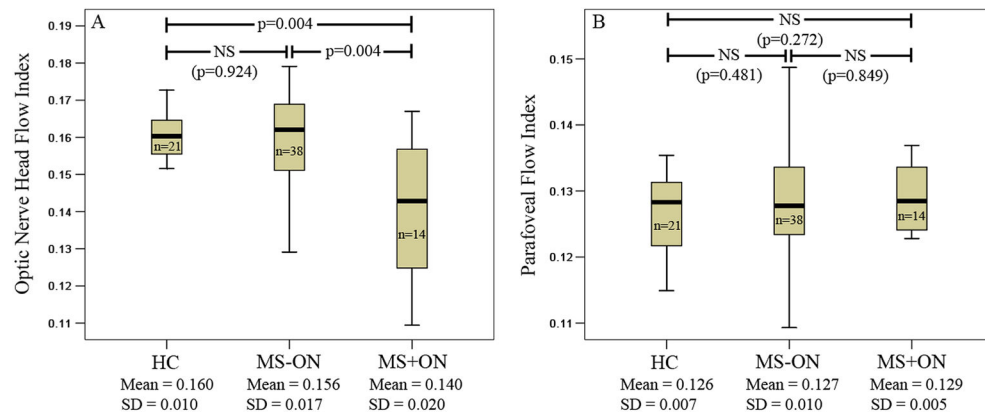 A
Optic Nerve Head Flow Index
0.19
0.18
0.17
0.16
0.15
0.14
0.13
0.12
0.11
p=0.004
NS
(p=0.924)
p=0.004
n=21
n=38
n=14
HC
MS-ON
MS+ON
Mean = 0.160
Mean = 0.156
Mean = 0.140
SD = 0.010
SD = 0.017
SD = 0.020
B
Parafoveal Flow Index
0.15
0.14
0.13
0.12
0.11
NS
(p=0.272)
NS
(p=0.481)
NS
(p=0.849)
n=21
n=38
n=14
HC
MS-ON
MS+ON
Mean = 0.126
Mean = 0.127
Mean = 0.129
SD = 0.007
SD = 0.010
SD = 0.005